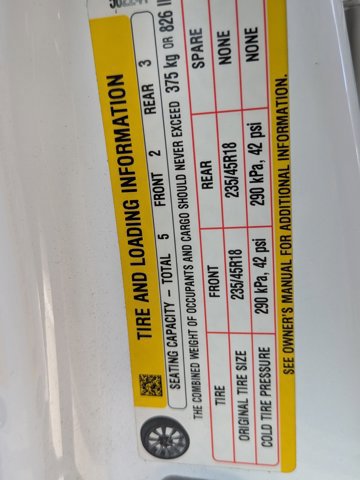 TIRE AND LOADING INFORMATION
SEATING CAPACITY – TOTAL 5 FRONT 2 REAR 3
THE COMBINED WEIGHT OF OCCUPANTS AND CARGO SHOULD NEVER EXCEED 375 kg OR 826
TIRE FRONT REAR SPARE
ORIGINAL TIRE SIZE 235/45R18 235/45R18 NONE
COLD TIRE PRESSURE 290 kPa, 42 psi 290 kPa, 42 psi NONE
SEE OWNER'S MANUAL FOR ADDITIONAL INFORMATION.